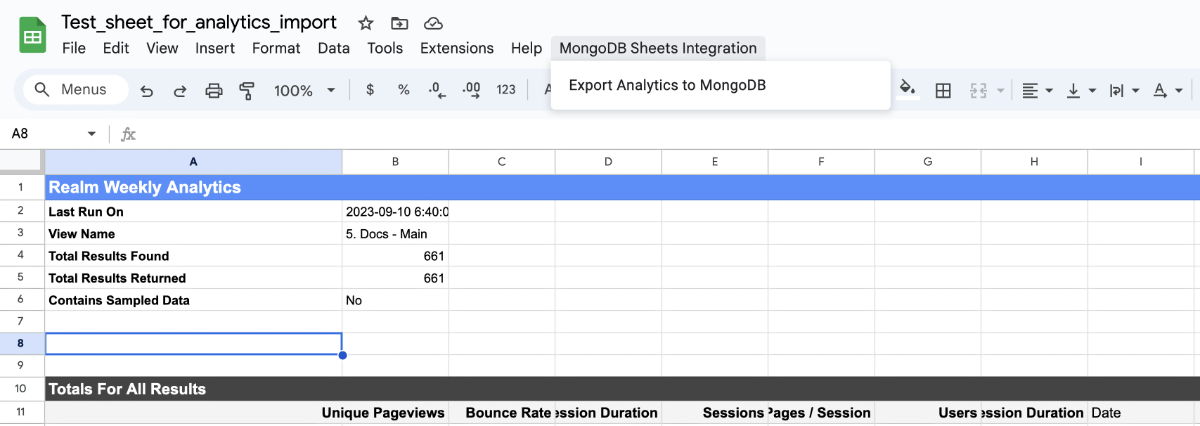 Test_sheet_for_analytics_import
File Edit View Insert Format Data Tools Extensions Help MongoDB Sheets Integration
Export Analytics to MongoDB
Menus 100% $ % .0 .00 123 A
A8 fx
A B C D E F G H I
1 Realm Weekly Analytics
2 Last Run On 2023-09-10 6:40:0
3 View Name 5. Docs - Main
4 Total Results Found 661
5 Total Results Returned 661
6 Contains Sampled Data No
7
8
9
10 Totals For All Results
11 Unique Pageviews Bounce Rate ession Duration Sessions Pages / Session Users ession Duration Date